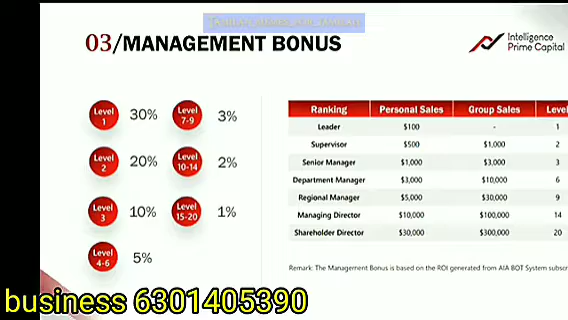 03/MANAGEMENT BONUS
Intelligence
Prime Capital
Level 1 30%
Level 7-9 3%
Level 2 20%
Level 10-14 2%
Level 3 10%
Level 15-20 1%
Level 4-6 5%
Ranking Personal Sales Group Sales Level
Leader $100 - 1
Supervisor $500 $1,000 2
Senior Manager $1,000 $3,000 3
Department Manager $3,000 $10,000 6
Regional Manager $5,000 $30,000 9
Managing Director $10,000 $100,000 14
Shareholder Director $30,000 $300,000 20
Remark: The Management Bonus is based on the ROI generated from AIA BOT System
business 6301405390